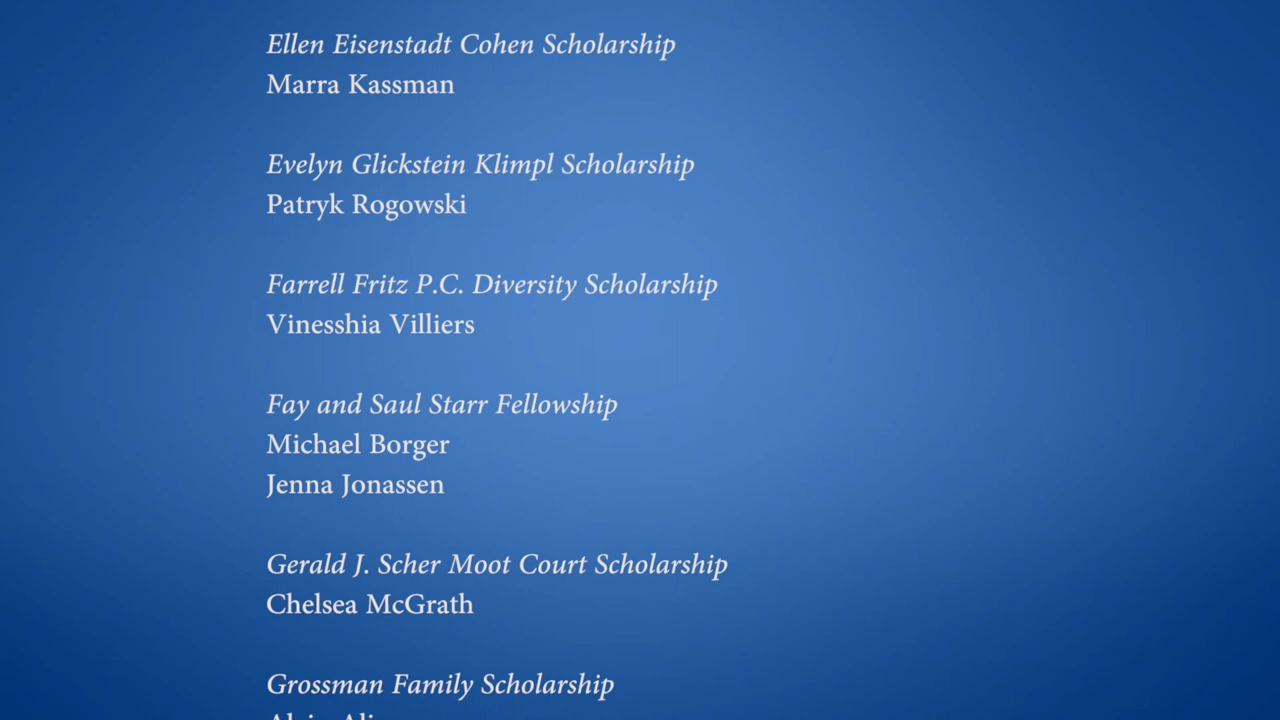 Ellen Eisenstadt Cohen Scholarship
Marra Kassman
Evelyn Glickstein Klimpl Scholarship
Patryk Rogowski
Farrell Fritz P.C. Diversity Scholarship
Vinesshia Villiers
Fay and Saul Starr Fellowship
Michael Borger
Jenna Jonassen
Gerald J. Scher Moot Court Scholarship
Chelsea McGrath
Grossman Family Scholarship